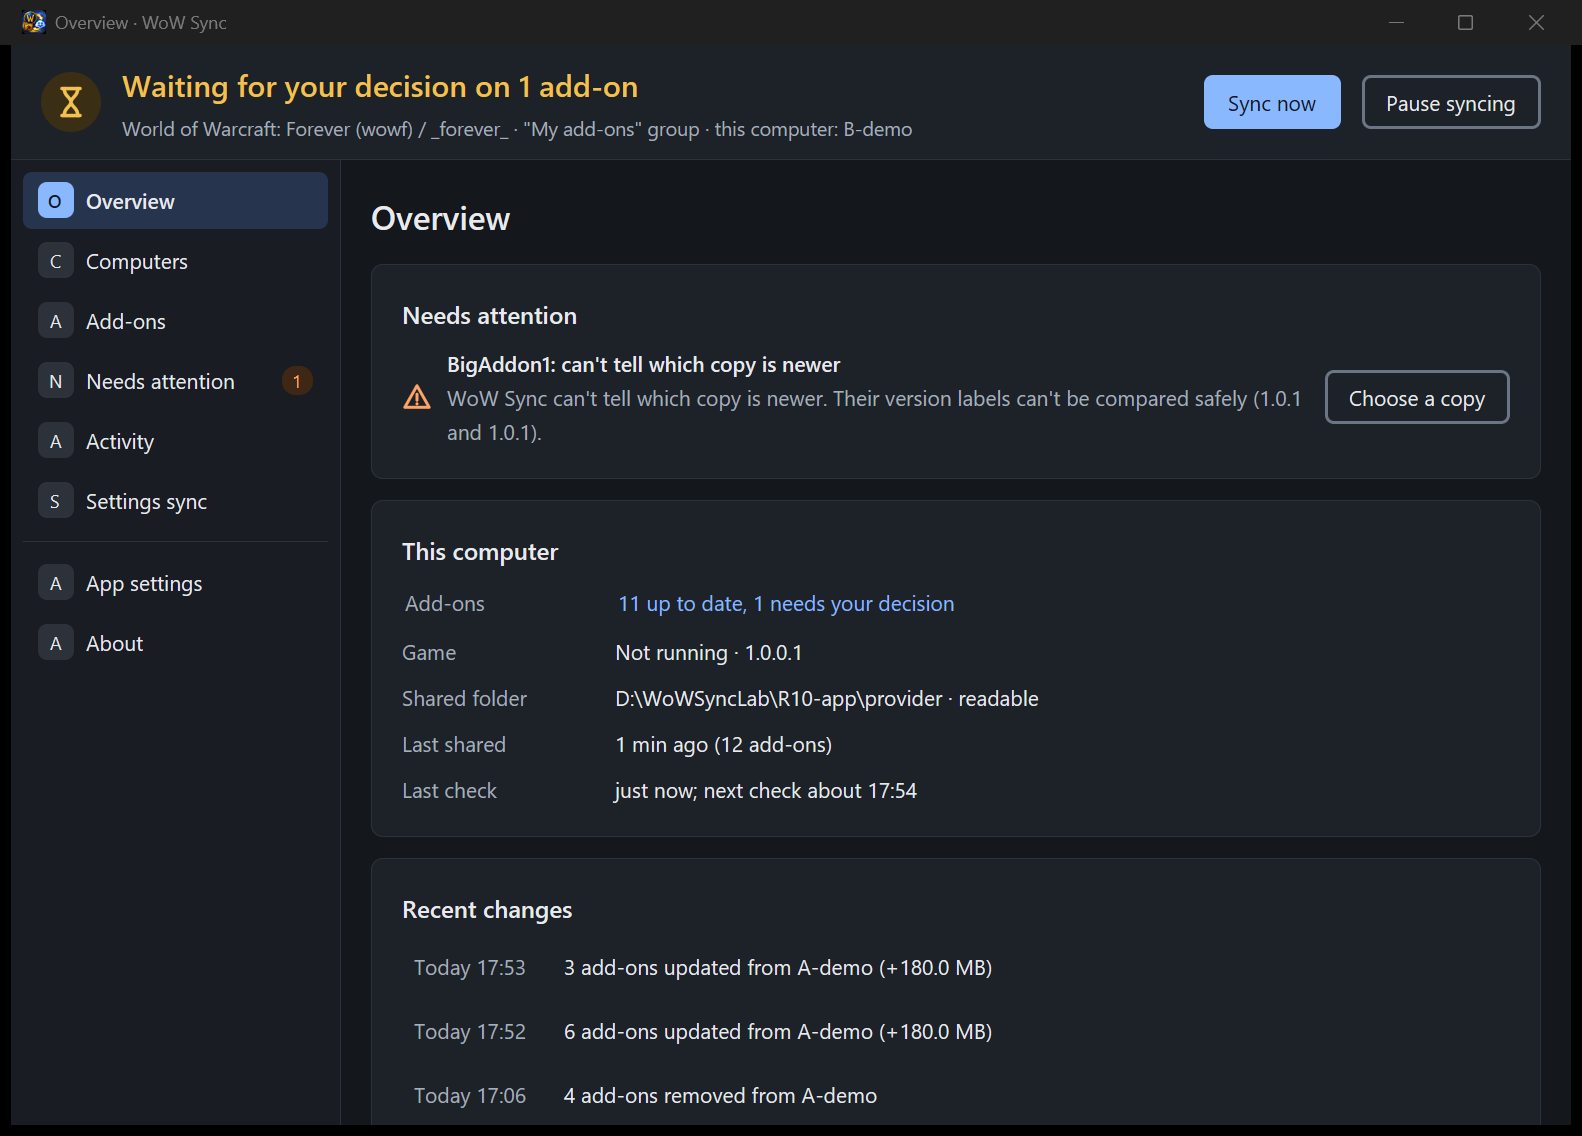 Overview · WoW Sync
Waiting for your decision on 1 add-on
World of Warcraft: Forever (wowf) / _forever_ · "My add-ons" group · this computer: B-demo
Sync now
Pause syncing
O Overview
C Computers
A Add-ons
N Needs attention 1
A Activity
S Settings sync
A App settings
A About
Overview
Needs attention
BigAddon1: can't tell which copy is newer
WoW Sync can't tell which copy is newer. Their version labels can't be compared safely (1.0.1
and 1.0.1).
Choose a copy
This computer
Add-ons 11 up to date, 1 needs your decision
Game Not running · 1.0.0.1
Shared folder D:\WoWSyncLab\R10-app\provider · readable
Last shared 1 min ago (12 add-ons)
Last check just now; next check about 17:54
Recent changes
Today 17:53 3 add-ons updated from A-demo (+180.0 MB)
Today 17:52 6 add-ons updated from A-demo (+180.0 MB)
Today 17:06 4 add-ons removed from A-demo